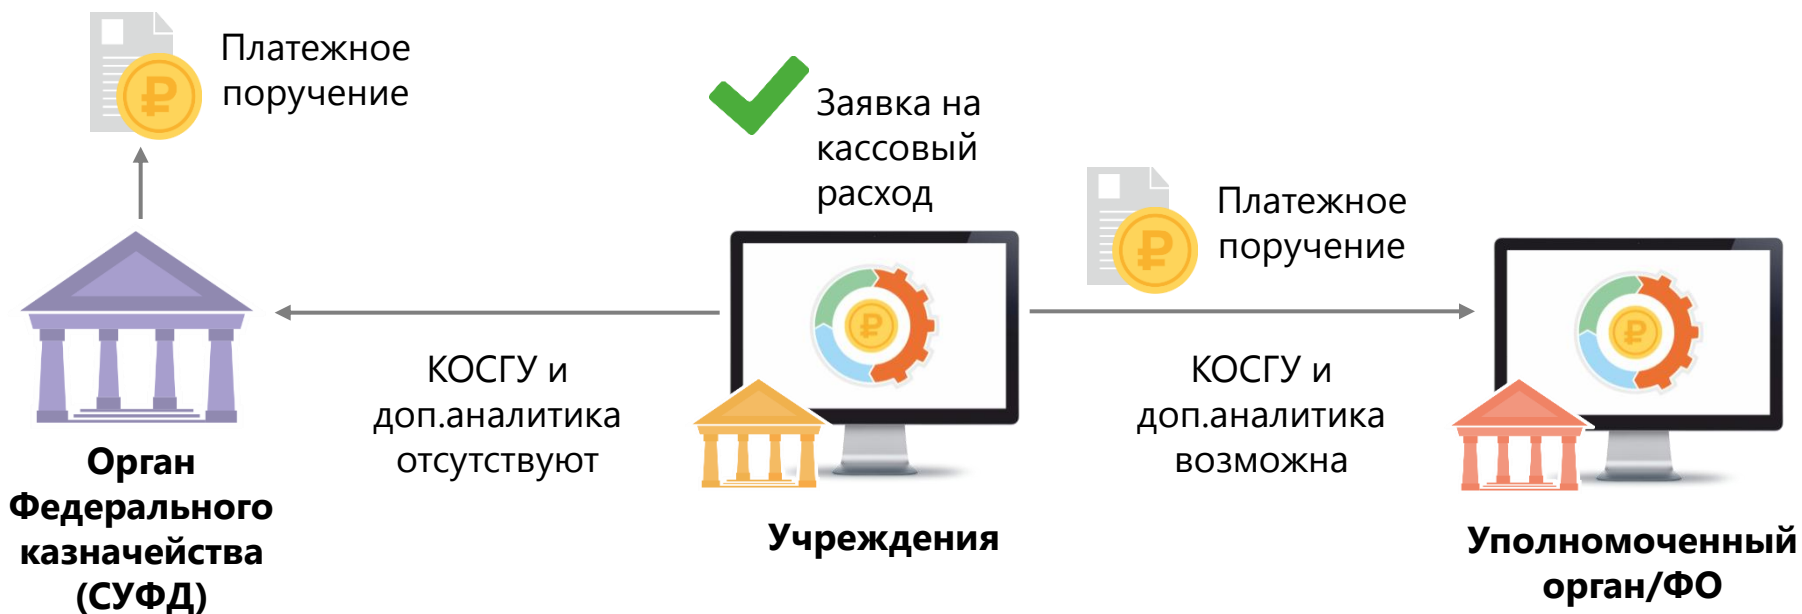 Платежное
поручение
Заявка на
кассовый
расход
Платежное
поручение
КОСГУ и
доп.аналитика
отсутствуют
КОСГУ и
доп.аналитика
возможна
Орган
Федерального
казначейства
(СУФД)
Учреждения
Уполномоченный
орган/ФО